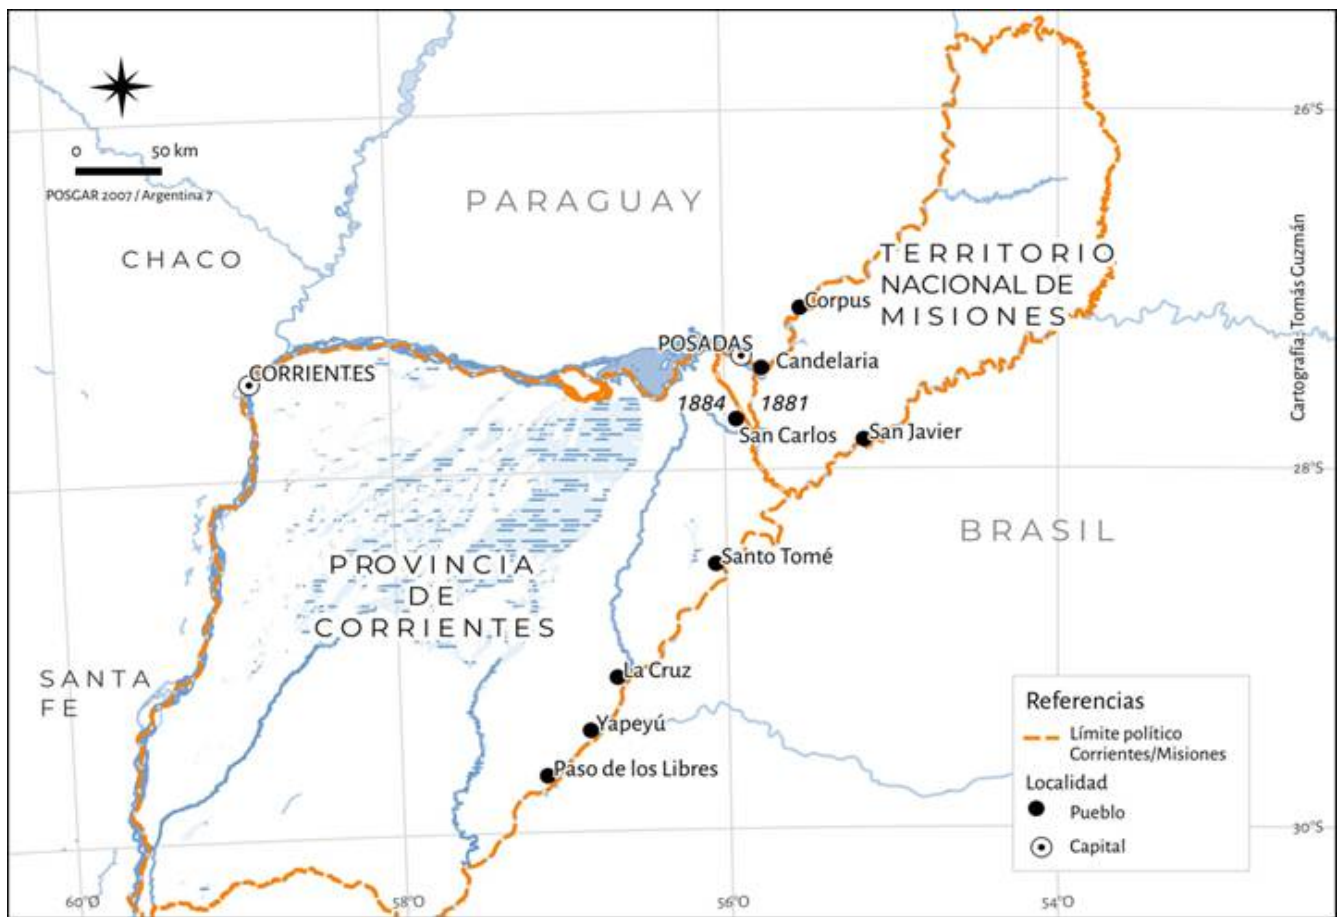 0 50 km
POSGAR 2007 / Argentina 7
CHACO
PARAGUAY
26°S
TERRITORIO
NACIONAL DE
MISIONES
Cartografía: Tomás Guzmán
Corpus
POSADAS
Candelaria
CORRIENTES
1884 1881
San Carlos
San Javier
28°S
BRASIL
Santo Tomé
PROVINCIA
DE
CORRIENTES
SANTA
FE
La Cruz
Yapeyú
Paso de los Libres
Referencias
Límite político
Corrientes/Misiones
Localidad
Pueblo
Capital
30°S
60°O 58°O 56°O 54°O